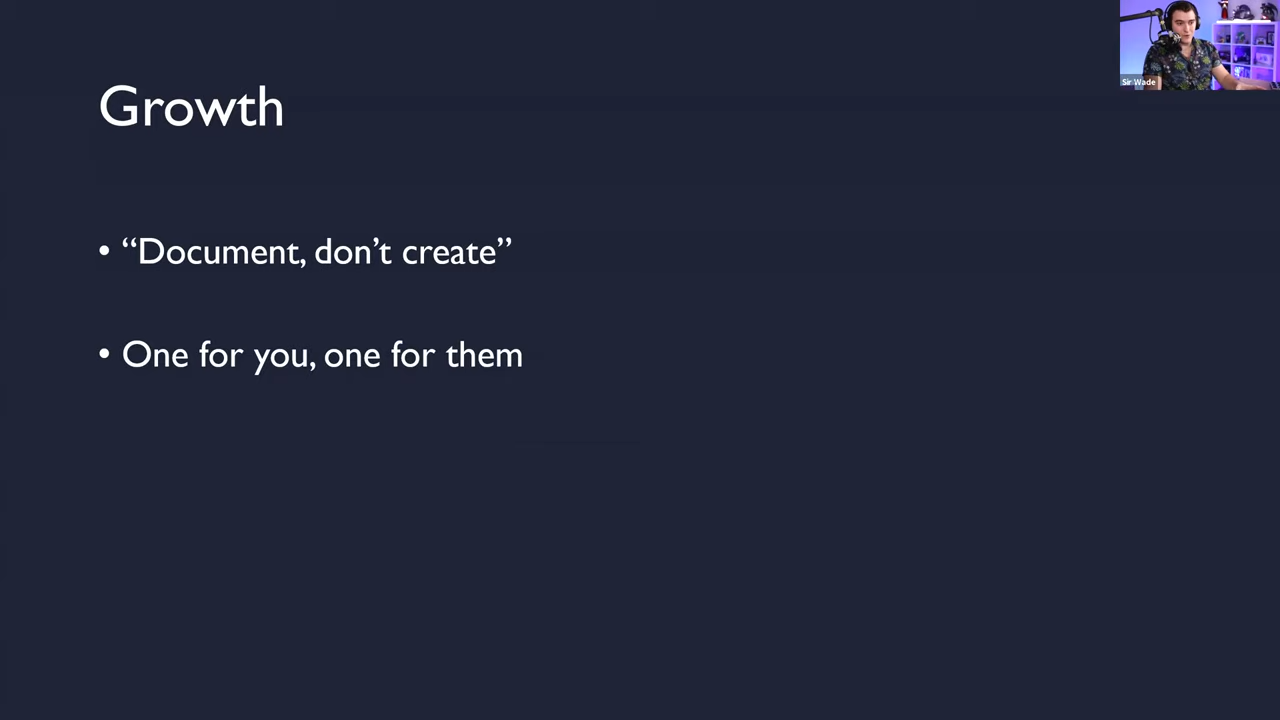 Growth
• “Document, don’t create”
• One for you, one for them
Sir Wade